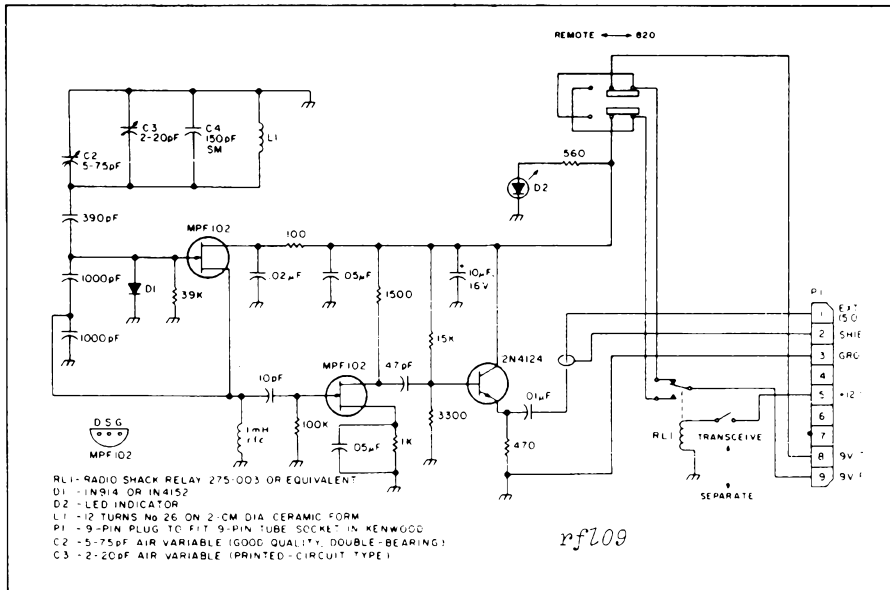 REMOTE ←→ 820
C2
5-75pF
C3
2-20pF
C4
150pF
SM
L1
560
D2
390pF
MPF102
100
1000pF
D1
39K
.02µF
.05µF
1500
10µF,
16V
+
1000pF
15K
P1
1
2
3
4
5
6
7
8
9
EXT
SHIE
GRO
+12
9V
9V
2N4124
10pF
MPF102
47pF
.01µF
D S G
MPF102
1mH
rfc
100K
.05µF
1K
3300
470
RL1
TRANSCEIVE
SEPARATE
RL1 - RADIO SHACK RELAY 275-003 OR EQUIVALENT
D1 - 1N914 OR 1N4152
D2 - LED INDICATOR
L1 - 12 TURNS No 26 ON 2-CM DIA CERAMIC FORM
P1 - 9-PIN PLUG TO FIT 9-PIN TUBE SOCKET IN KENWOOD
C2 - 5-75pF AIR VARIABLE (GOOD QUALITY, DOUBLE-BEARING)
C3 - 2-20pF AIR VARIABLE (PRINTED-CIRCUIT TYPE)
rfl09